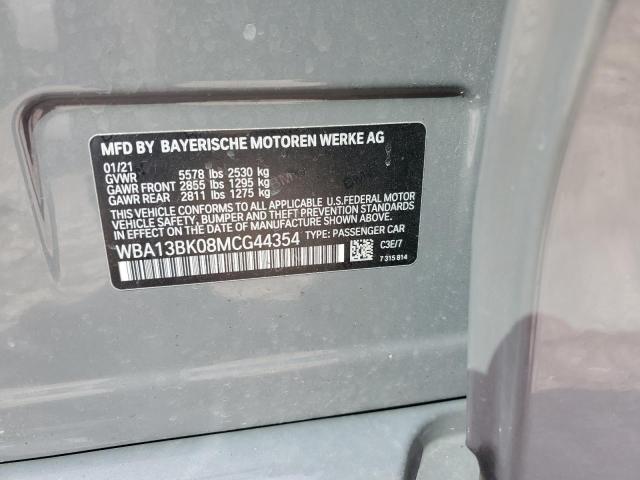 MFD BY BAYERISCHE MOTOREN WERKE AG
01/21
GVWR 5578 lbs 2530 kg
GAWR FRONT 2855 lbs 1295 kg
GAWR REAR 2811 lbs 1275 kg
THIS VEHICLE CONFORMS TO ALL APPLICABLE U.S.FEDERAL MOTOR
VEHICLE SAFETY, BUMPER, AND THEFT PREVENTION STANDARDS
IN EFFECT ON THE DATE OF MANUFACTURE SHOWN ABOVE.
WBA13BK08MCG44354 TYPE: PASSENGER CAR
C3E/7
7 315 814